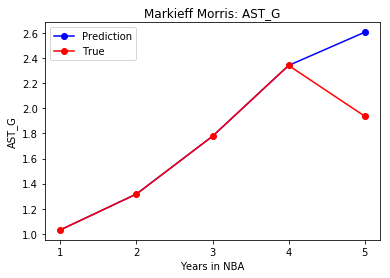 Markieff Morris: AST_G
Prediction
True
AST_G
2.6
2.4
2.2
2.0
1.8
1.6
1.4
1.2
1.0
1 2 3 4 5
Years in NBA